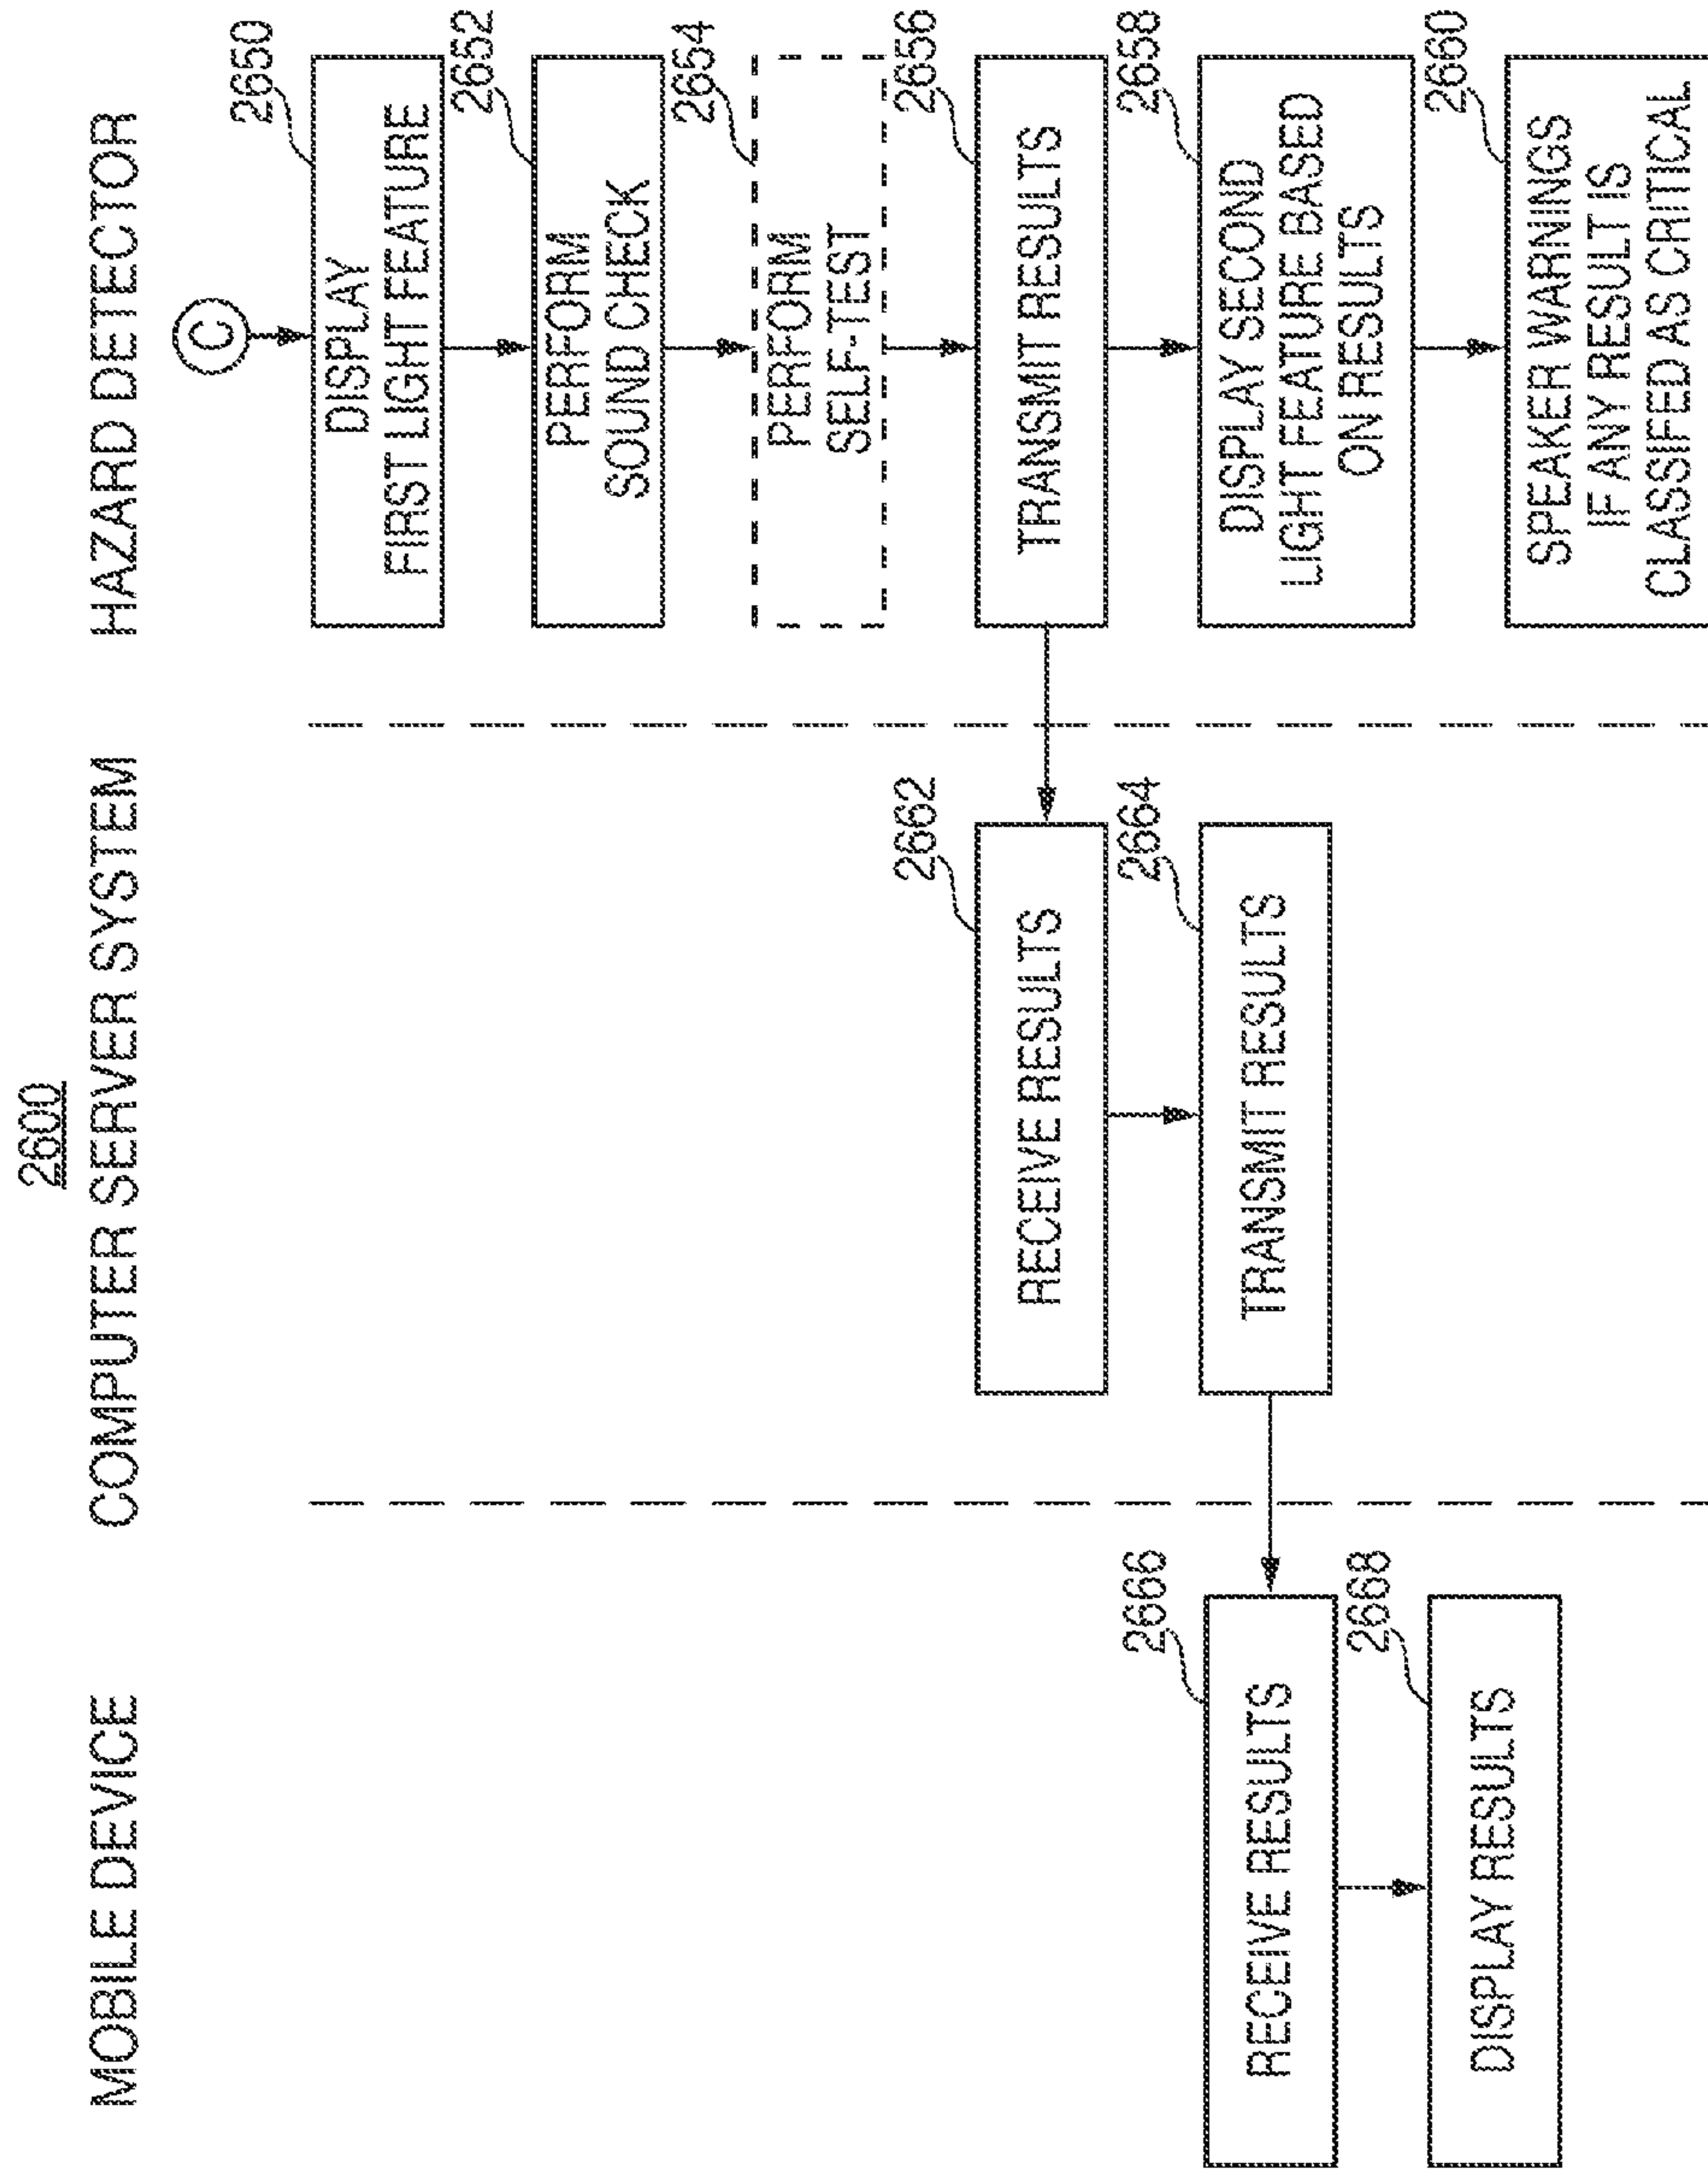 2600
MOBILE DEVICE
COMPUTER SERVER SYSTEM
HAZARD DETECTOR
C
2650
DISPLAY
FIRST LIGHT FEATURE
2652
PERFORM
SOUND CHECK
2654
PERFORM
SELF-TEST
2656
TRANSMIT RESULTS
2658
DISPLAY SECOND
LIGHT FEATURE BASED
ON RESULTS
2660
SPEAKER WARNINGS
IF ANY RESULT IS
CLASSIFED AS CRITICAL
2662
RECEIVE RESULTS
2664
TRANSMIT RESULTS
2666
RECEIVE RESULTS
2668
DISPLAY RESULTS